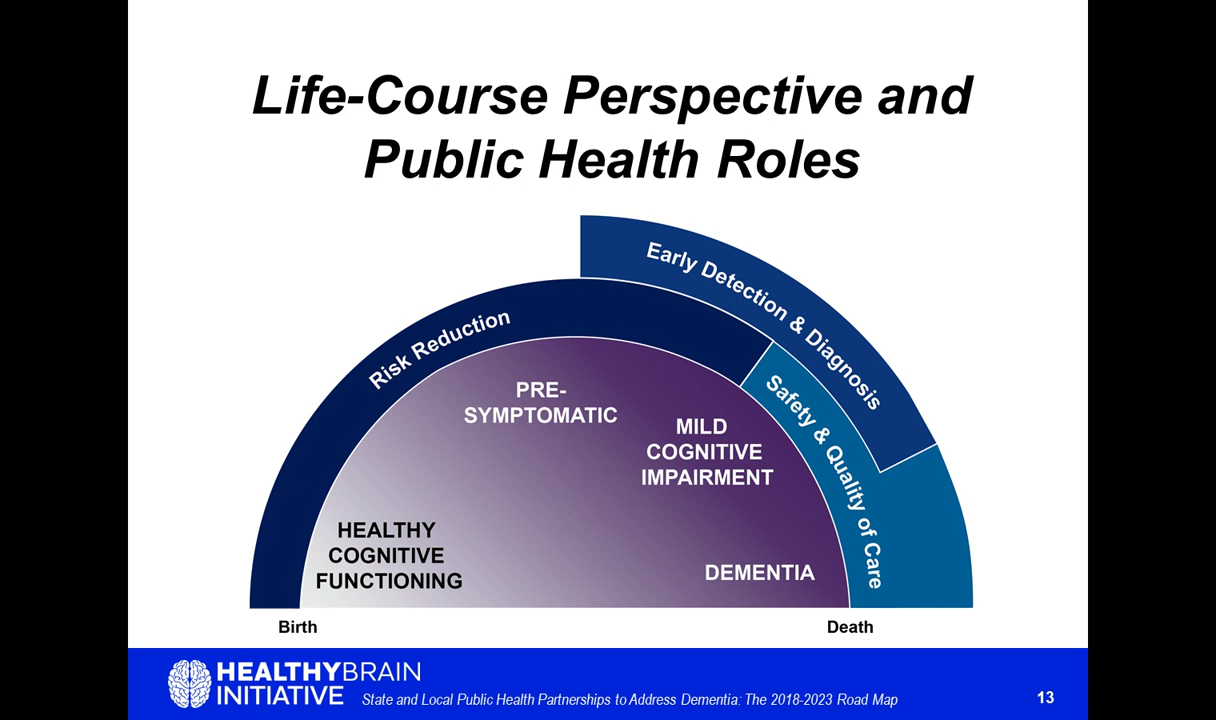 Life-Course Perspective and
Public Health Roles
Early Detection & Diagnosis
Risk Reduction
Safety & Quality of Care
PRE-
SYMPTOMATIC
MILD
COGNITIVE
IMPAIRMENT
HEALTHY
COGNITIVE
FUNCTIONING
DEMENTIA
Birth
Death
HEALTHYBRAIN
INITIATIVE
State and Local Public Health Partnerships to Address Dementia: The 2018-2023 Road Map
13